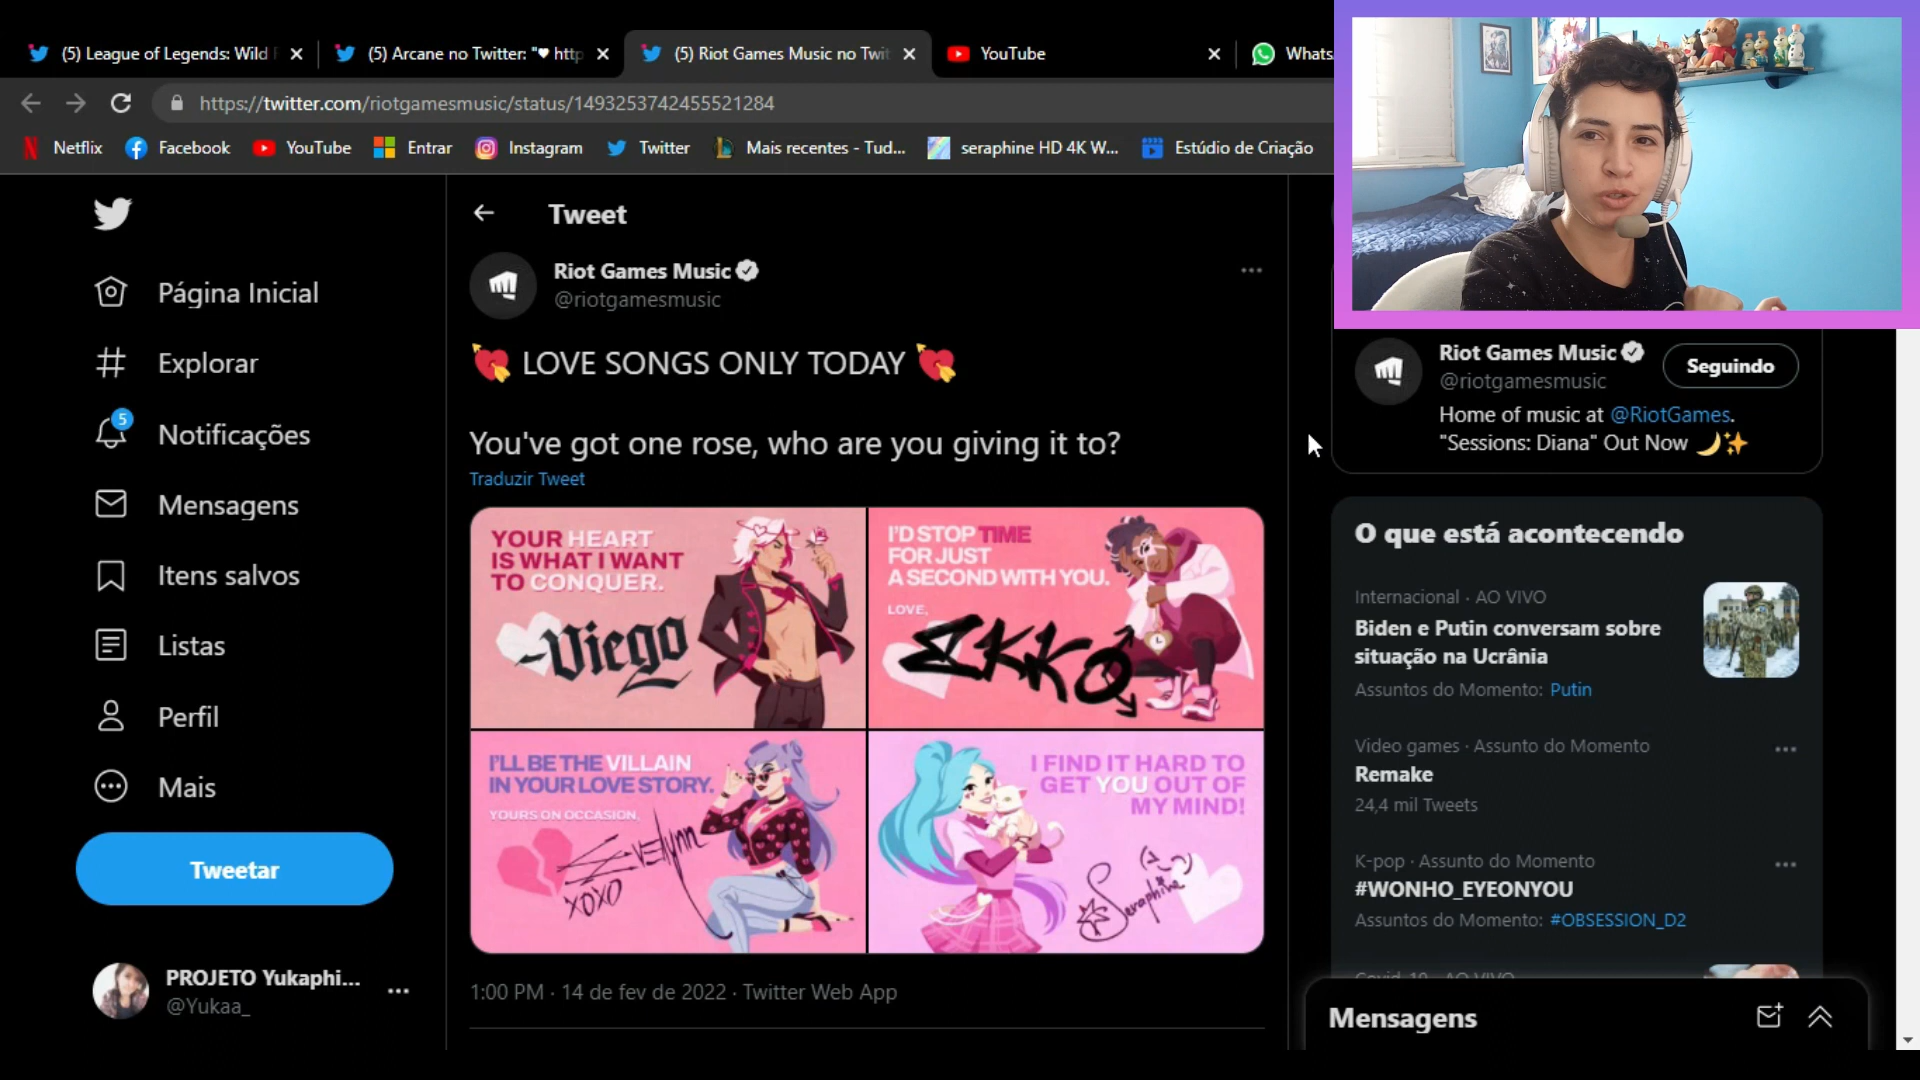 (5) League of Legends: Wild
(5) Arcane no Twitter: "♥ http
(5) Riot Games Music no Twit
YouTube
Whats
https://twitter.com/riotgamesmusic/status/1493253742455521284
Netflix
Facebook
YouTube
Entrar
Instagram
Twitter
Mais recentes - Tud...
seraphine HD 4K W...
Estúdio de Criação
Tweet
Página Inicial
Explorar
5
Notificações
Mensagens
Itens salvos
Listas
Perfil
Mais
Tweetar
PROJETO Yukaphi...
@Yukaa_
Riot Games Music
@riotgamesmusic
💘 LOVE SONGS ONLY TODAY 💘
You've got one rose, who are you giving it to?
Traduzir Tweet
YOUR HEART
IS WHAT I WANT
TO CONQUER.
-Viego
I'D STOP TIME
FOR JUST
A SECOND WITH YOU.
LOVE,
EKKO
I'LL BE THE VILLAIN
IN YOUR LOVE STORY.
YOURS ON OCCASION,
Evelynn
XOXO
I FIND IT HARD TO
GET YOU OUT OF
MY MIND!
Seraphine
1:00 PM · 14 de fev de 2022 · Twitter Web App
Riot Games Music
@riotgamesmusic
Seguindo
Home of music at @RiotGames.
"Sessions: Diana" Out Now 🌙✨
O que está acontecendo
Internacional · AO VIVO
Biden e Putin conversam sobre
situação na Ucrânia
Assuntos do Momento: Putin
Video games · Assunto do Momento
Remake
24,4 mil Tweets
K-pop · Assunto do Momento
#WONHO_EYEONYOU
Assuntos do Momento: #OBSESSION_D2
Covid-19 · AO VIVO
Mensagens